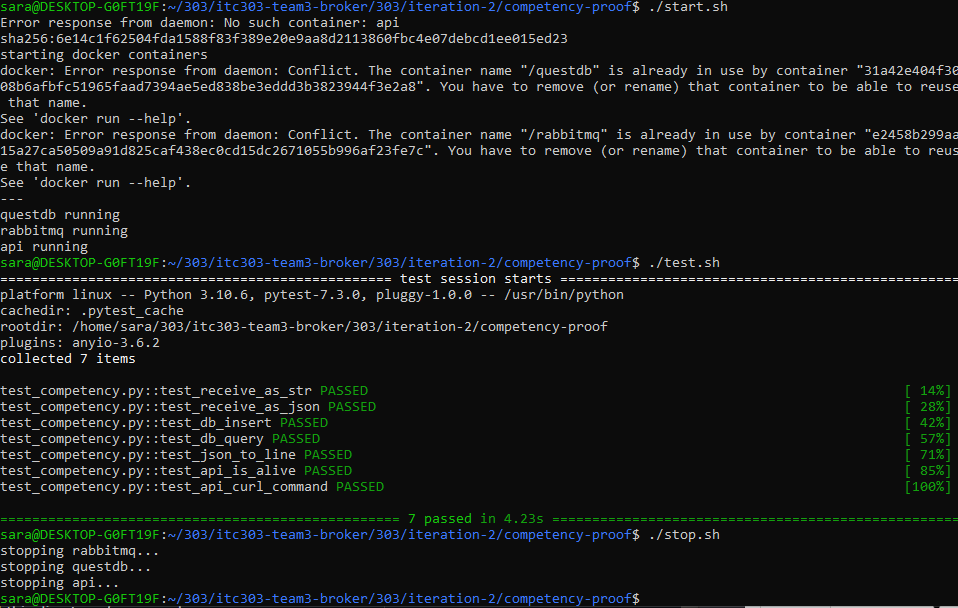 sara@DESKTOP-G0FT19F:~/303/itc303-team3-broker/303/iteration-2/competency-proof$ ./start.sh
Error response from daemon: No such container: api
sha256:6e14c1f62504fda1588f83f389e20e9aa8d2113860fbc4e07debcd1ee015ed23
starting docker containers
docker: Error response from daemon: Conflict. The container name "/questdb" is already in use by container "31a42e404f30
08b6afbfc51965faad7394ae5ed838be3eddd3b3823944f3e2a8". You have to remove (or rename) that container to be able to reuse
 that name.
See 'docker run --help'.
docker: Error response from daemon: Conflict. The container name "/rabbitmq" is already in use by container "e2458b299aa
15a27ca50509a91d825caf438ec0cd15dc2671055b996af23fe7c". You have to remove (or rename) that container to be able to reus
e that name.
See 'docker run --help'.
---
questdb running
rabbitmq running
api running
sara@DESKTOP-G0FT19F:~/303/itc303-team3-broker/303/iteration-2/competency-proof$ ./test.sh
================================================= test session starts ==================================================
platform linux -- Python 3.10.6, pytest-7.3.0, pluggy-1.0.0 -- /usr/bin/python
cachedir: .pytest_cache
rootdir: /home/sara/303/itc303-team3-broker/303/iteration-2/competency-proof
plugins: anyio-3.6.2
collected 7 items
test_competency.py::test_receive_as_str PASSED [ 14%]
test_competency.py::test_receive_as_json PASSED [ 28%]
test_competency.py::test_db_insert PASSED [ 42%]
test_competency.py::test_db_query PASSED [ 57%]
test_competency.py::test_json_to_line PASSED [ 71%]
test_competency.py::test_api_is_alive PASSED [ 85%]
test_competency.py::test_api_curl_command PASSED [100%]
================================================== 7 passed in 4.23s ===================================================
sara@DESKTOP-G0FT19F:~/303/itc303-team3-broker/303/iteration-2/competency-proof$ ./stop.sh
stopping rabbitmq...
stopping questdb...
stopping api...
sara@DESKTOP-G0FT19F:~/303/itc303-team3-broker/303/iteration-2/competency-proof$